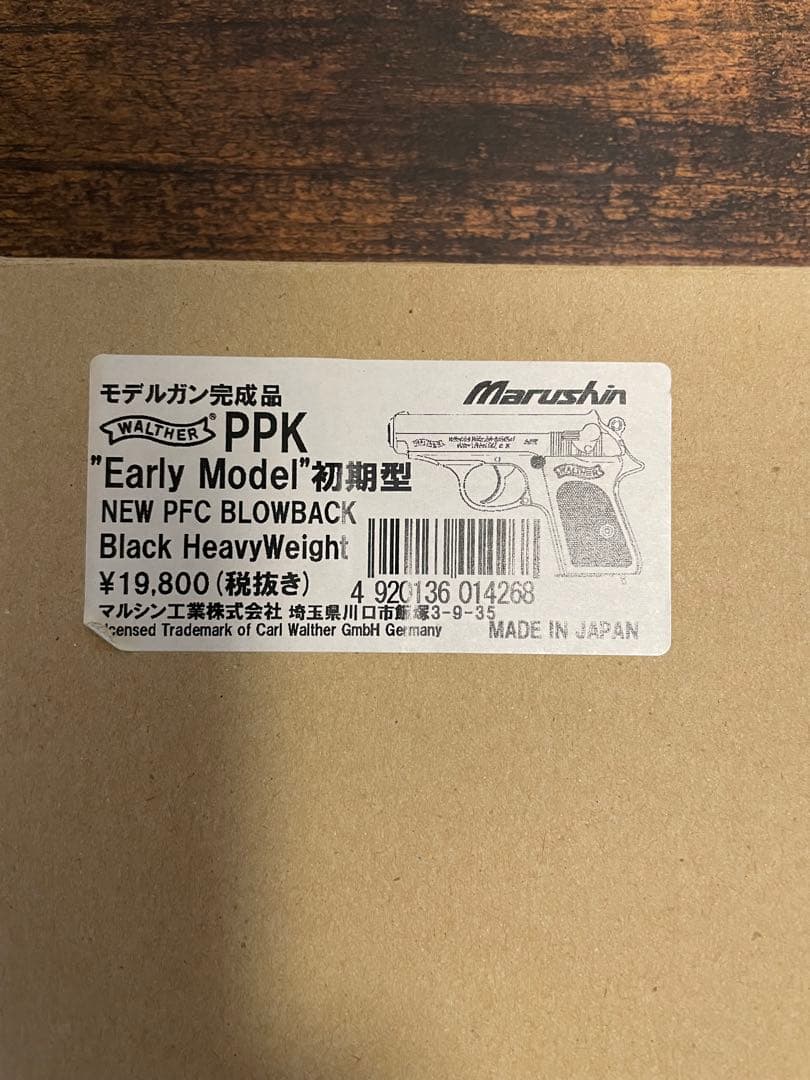 モデルガン完成品
Marushin
WALTHER® PPK
"Early Model"初期型
NEW PFC BLOWBACK
Black HeavyWeight
¥19,800(税抜き)
4 920136 014268
マルシン工業株式会社 埼玉県川口市飯塚3-9-35
censed Trademark of Carl Walther GmbH Germany
MADE IN JAPAN
WALTHER